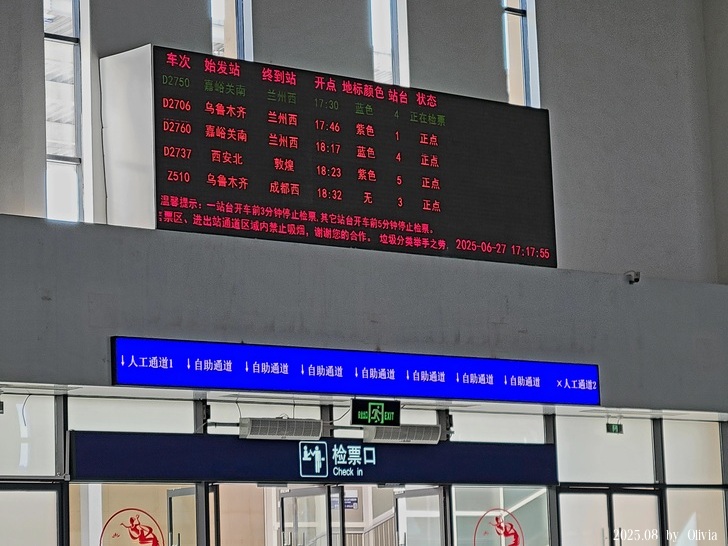 车次 始发站 终到站 开点 地标颜色 站台 状态
D2750 嘉峪关南 兰州西 17:30 蓝色 4 正在检票
D2706 乌鲁木齐 兰州西 17:46 紫色 1 正点
D2760 嘉峪关南 兰州西 18:17 蓝色 4 正点
D2737 西安北 敦煌 18:23 紫色 5 正点
Z510 乌鲁木齐 成都西 18:32 无 3 正点
温馨提示：一站台开车前3分钟停止检票,其它站台开车前5分钟停止检票。
票区、进出站通道区域内禁止吸烟，谢谢您的合作。 垃圾分类举手之劳, 2025-06-27 17:17:55
↓人工通道1 ↓自助通道 ↓自助通道 ↓自助通道 ↓自助通道 ↓自助通道 ↓自助通道 ↓自助通道 ×人工通道2
EXIT
检票口
Check in
2025.08 by Olivia